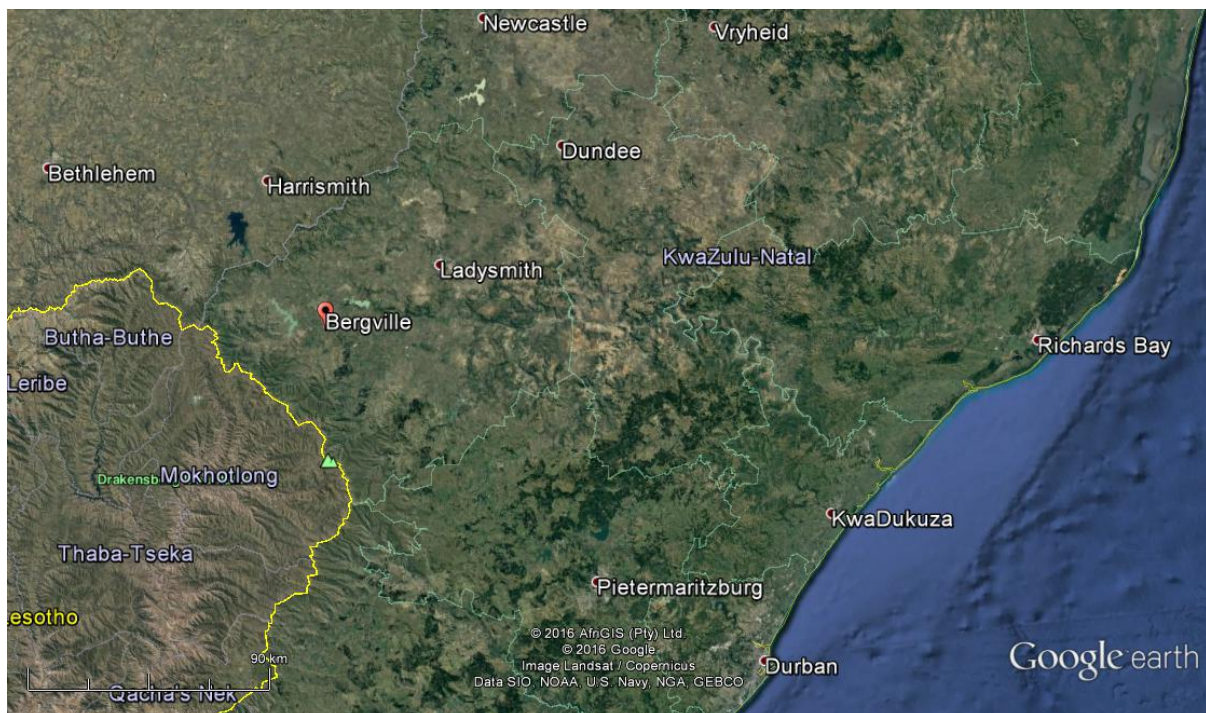 Newcastle
Vryheid
Dundee
Bethlehem
Harrismith
KwaZulu-Natal
Ladysmith
Bergville
Butha-Buthe
Richards Bay
Leribe
Mokhotlong
KwaDukuza
Thaba-Tseka
Pietermaritzburg
esotho
© 2016 AfriGIS (Pty) Ltd.
© 2016 Google
Image Landsat / Copernicus
Data SIO, NOAA, U.S. Navy, NGA, GEBCO
90 km
Google earth
Durban
Qacha's Nek